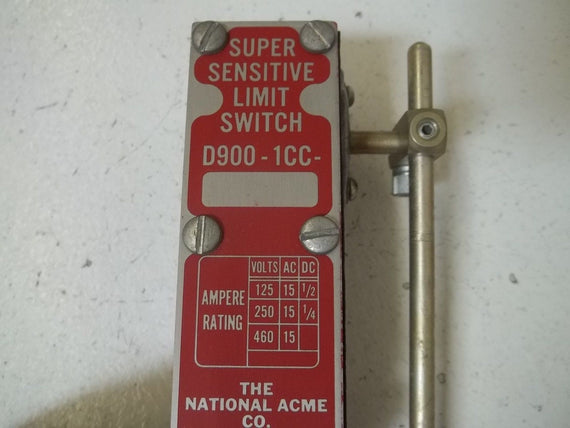 SUPER
SENSITIVE
LIMIT
SWITCH
D900 - 1CC-
AMPERE RATING
VOLTS AC DC
125 15 1/2
250 15 1/4
460 15
THE
NATIONAL ACME
CO.